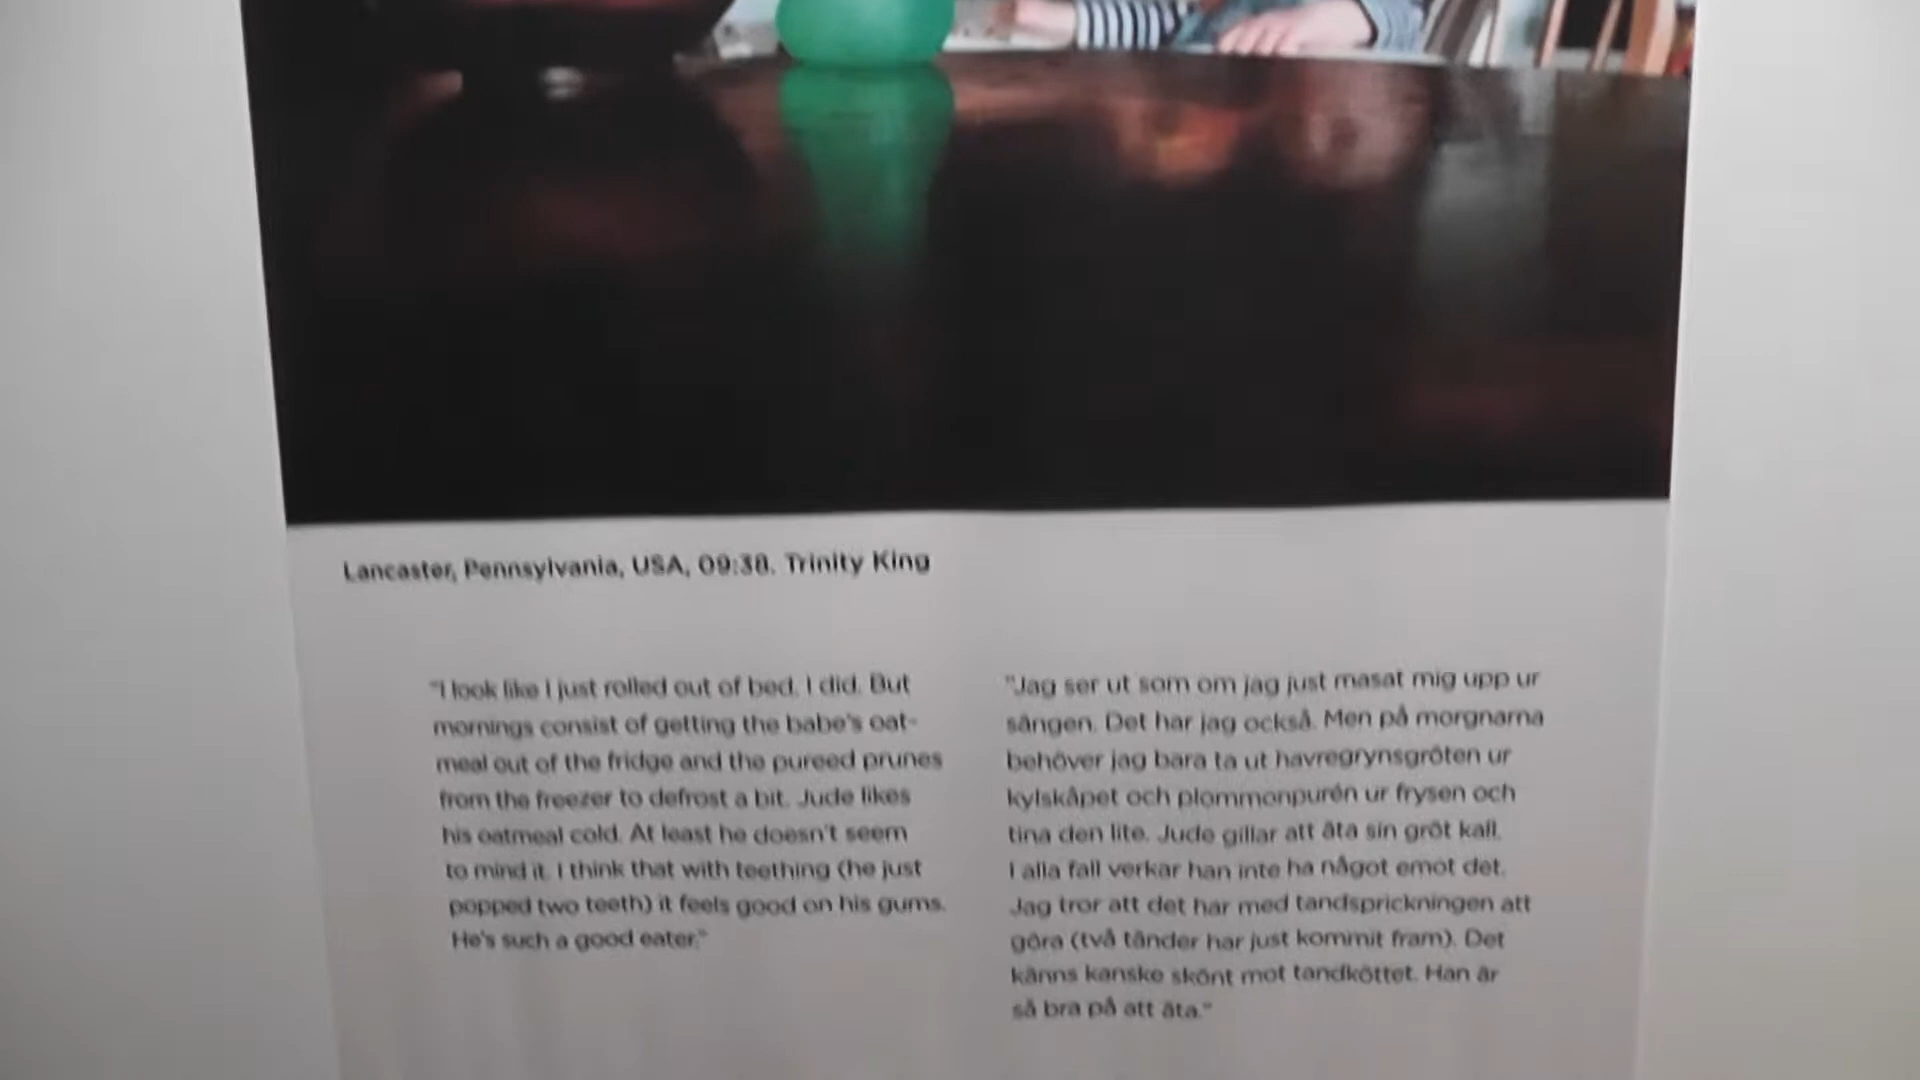 Lancaster, Pennsylvania, USA, 09:38. Trinity King
"I look like I just rolled out of bed. I did. But
mornings consist of getting the babe's oat-
meal out of the fridge and the pureed prunes
from the freezer to defrost a bit. Jude likes
his oatmeal cold. At least he doesn't seem
to mind it. I think that with teething (he just
popped two teeth) it feels good on his gums.
He's such a good eater."
"Jag ser ut som om jag just masat mig upp ur
sängen. Det har jag också. Men på morgnarna
behöver jag bara ta ut havregrynsgröten ur
kylskåpet och plommonpurén ur frysen och
tina den lite. Jude gillar att äta sin gröt kall.
I alla fall verkar han inte ha något emot det.
Jag tror att det har med tandsprickningen att
göra (två tänder har just kommit fram). Det
känns kanske skönt mot tandköttet. Han är
så bra på att äta."